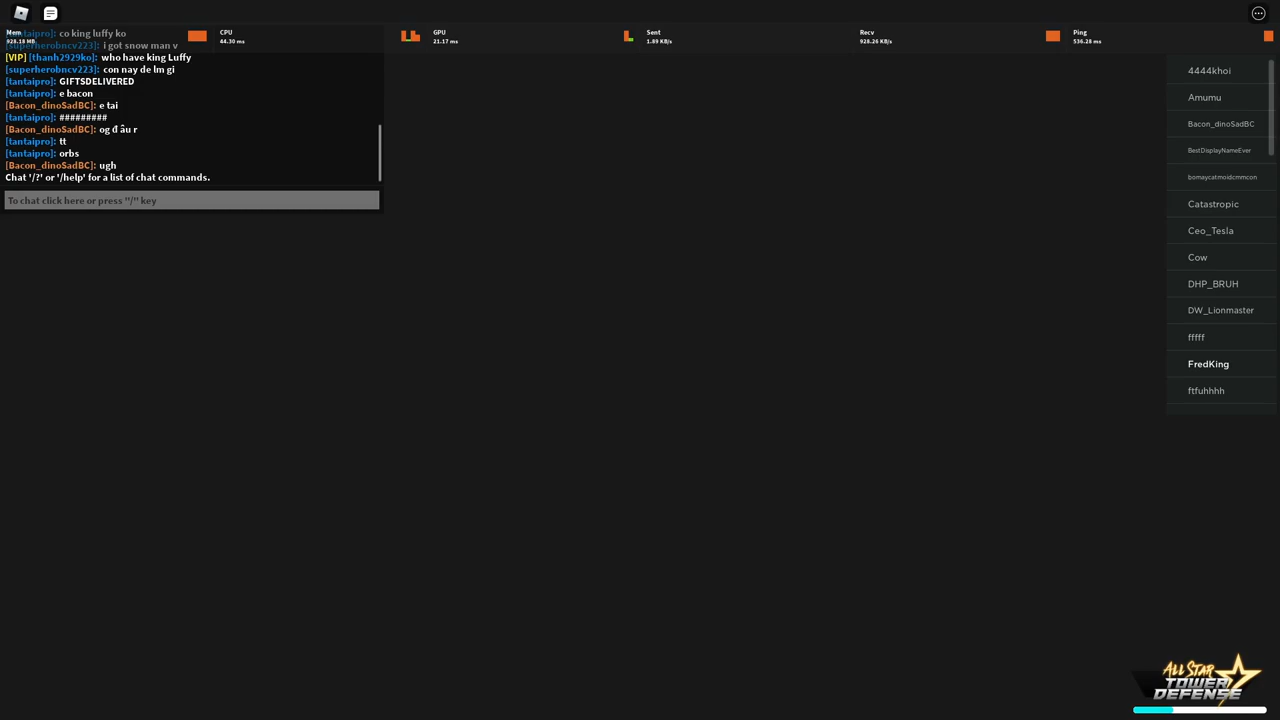 Mem
928.18 MB
CPU
44.30 ms
GPU
21.17 ms
Sent
1.89 KB/s
Recv
928.26 KB/s
Ping
536.28 ms
[tantaipro]: co king luffy ko
[superherobncv223]: i got snow man v
[VIP] [thanh2929ko]: who have king Luffy
[superherobncv223]: con nay de lm gi
[tantaipro]: GIFTSDELIVERED
[tantaipro]: e bacon
[Bacon_dinoSadBC]: e tai
[tantaipro]: #########
[Bacon_dinoSadBC]: og đ âu r
[tantaipro]: tt
[tantaipro]: orbs
[Bacon_dinoSadBC]: ugh
Chat '/?' or '/help' for a list of chat commands.
To chat click here or press "/" key
4444khoi
Amumu
Bacon_dinoSadBC
BestDisplayNameEver
bomaycatmoidcmmcon
Catastropic
Ceo_Tesla
Cow
DHP_BRUH
DW_Lionmaster
fffff
FredKing
ftfuhhhh
ALL STAR
TOWER
DEFENSE